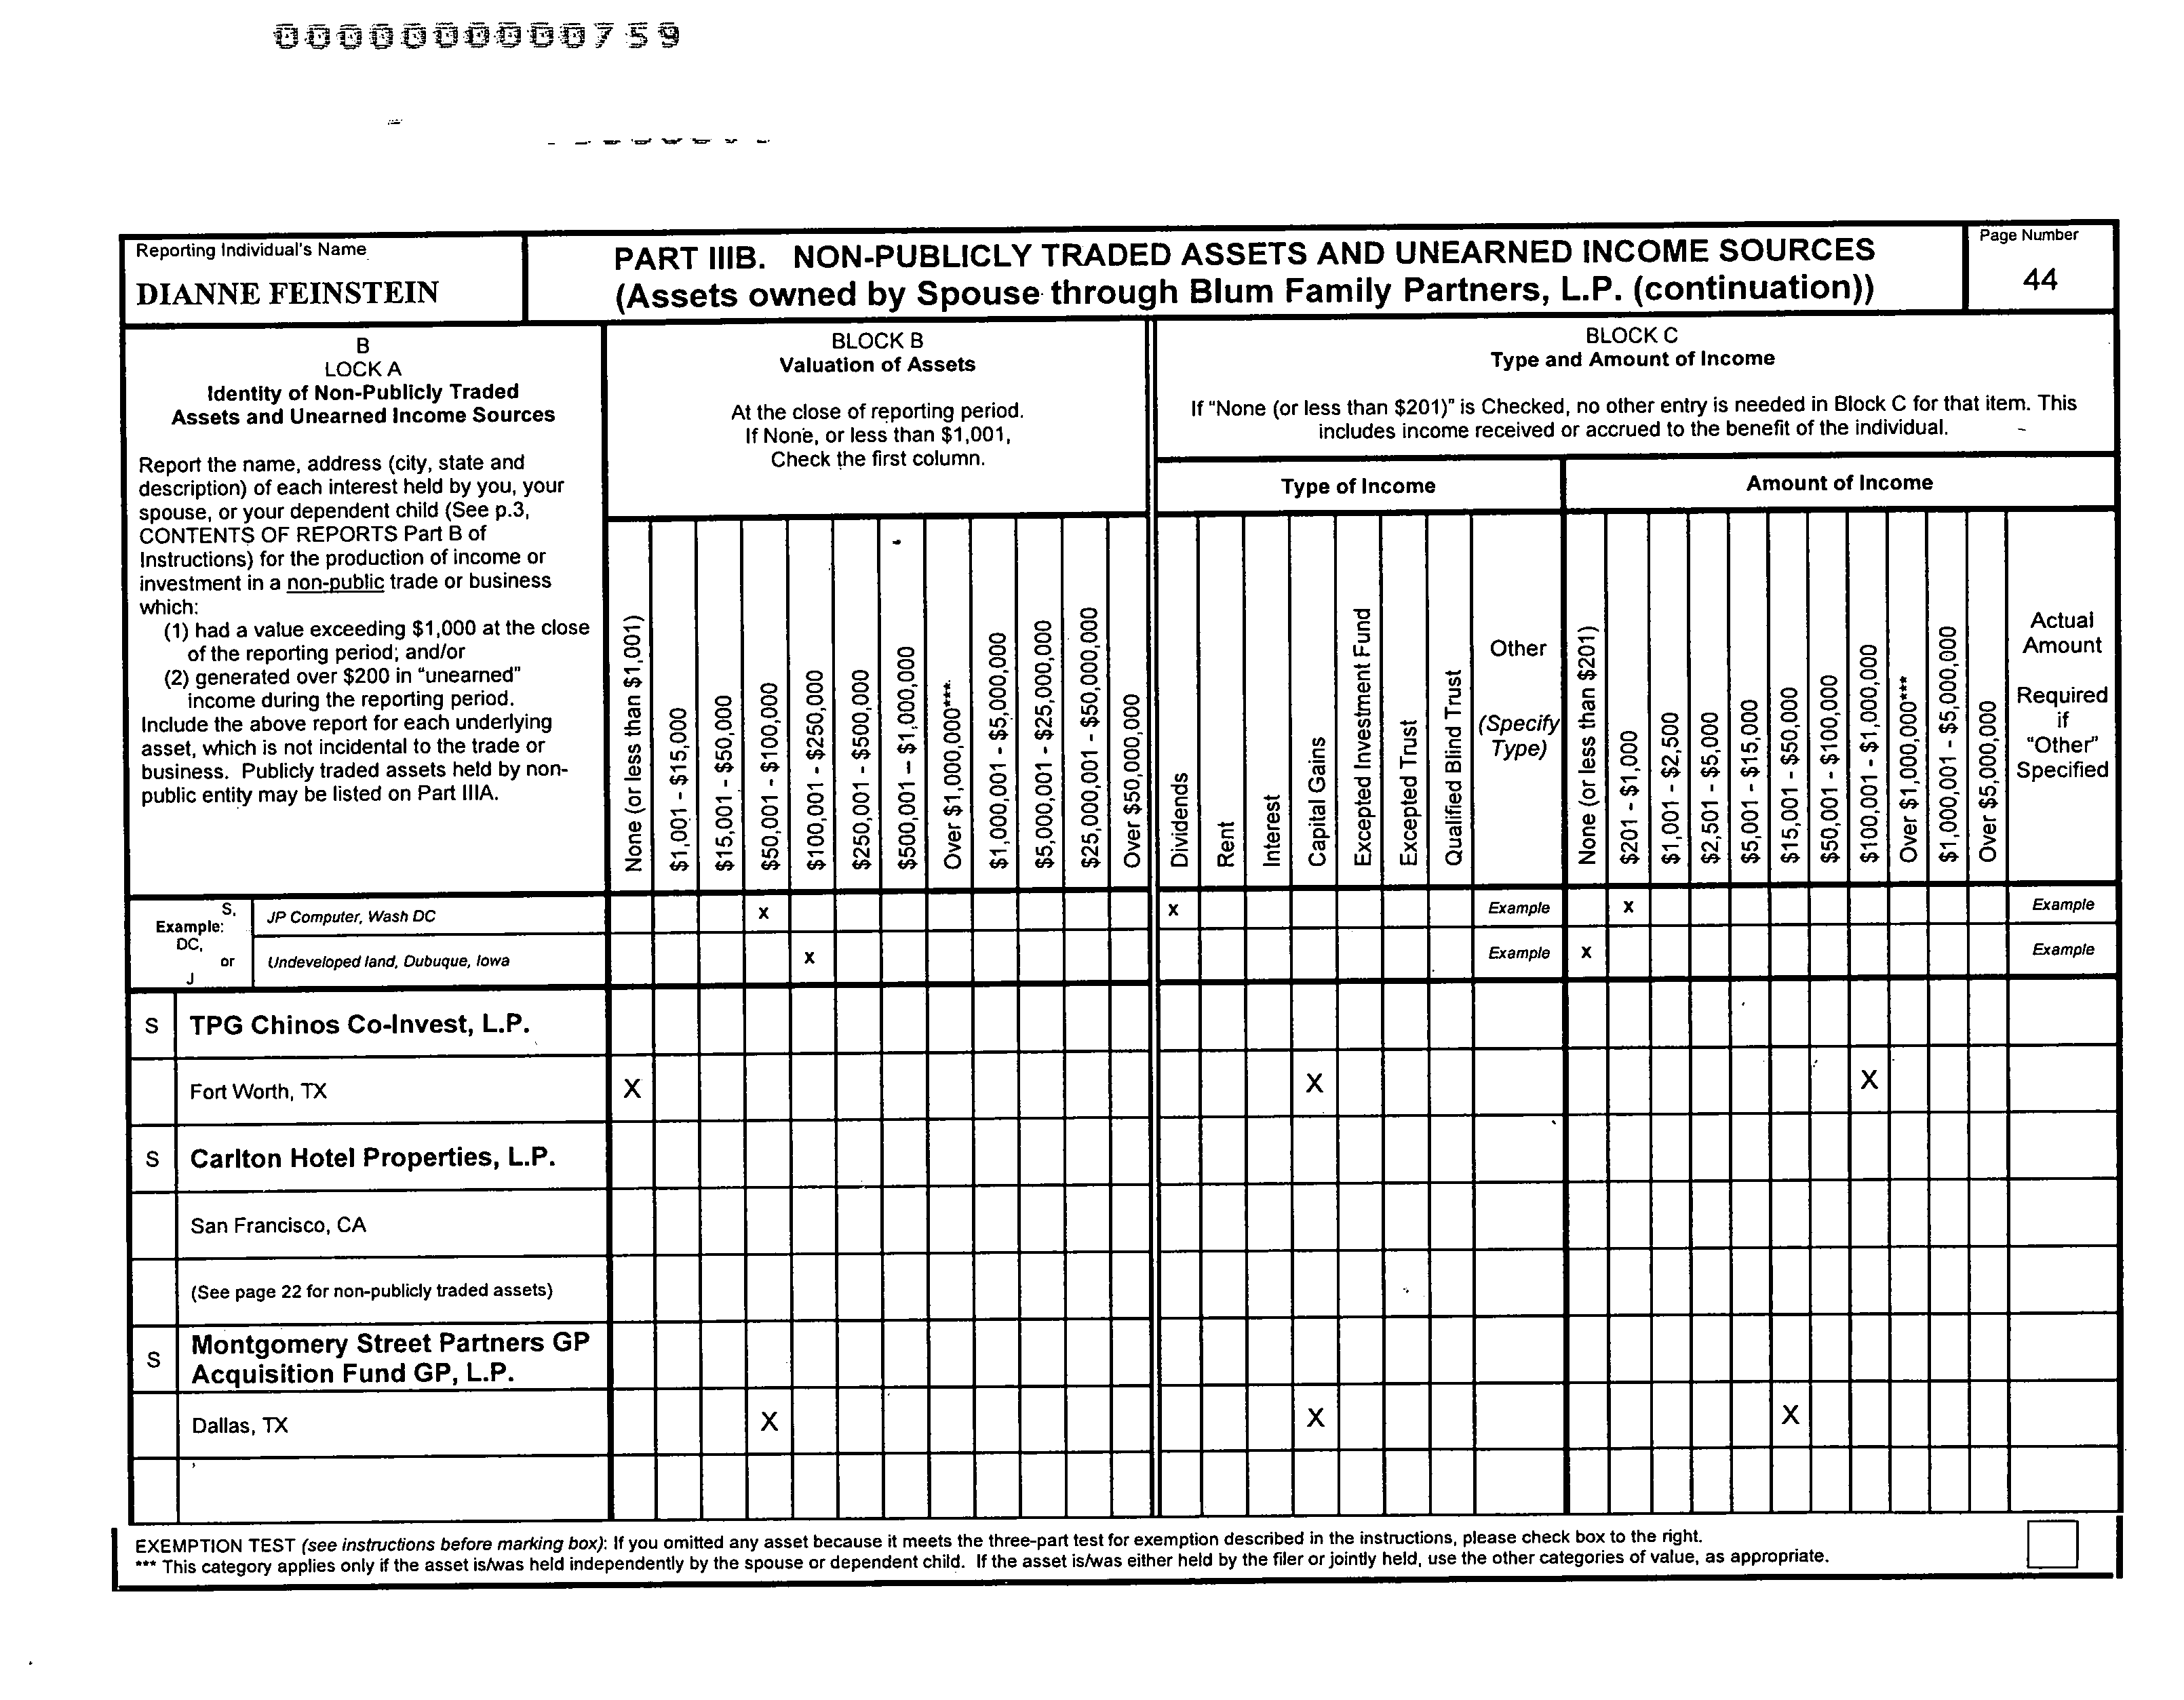 000000000759
Reporting Individual's Name
DIANNE FEINSTEIN
PART IIIB. NON-PUBLICLY TRADED ASSETS AND UNEARNED INCOME SOURCES
(Assets owned by Spouse through Blum Family Partners, L.P. (continuation))
Page Number
44
B
LOCK A
Identity of Non-Publicly Traded
Assets and Unearned Income Sources
Report the name, address (city, state and
description) of each interest held by you, your
spouse, or your dependent child (See p.3,
CONTENTS OF REPORTS Part B of
Instructions) for the production of income or
investment in a non-public trade or business
which:
(1) had a value exceeding $1,000 at the close
of the reporting period; and/or
(2) generated over $200 in "unearned"
income during the reporting period.
Include the above report for each underlying
asset, which is not incidental to the trade or
business. Publicly traded assets held by non-
public entity may be listed on Part IIIA.
BLOCK B
Valuation of Assets
At the close of reporting period.
If None, or less than $1,001,
Check the first column.
None (or less than $1,001)
$1,001 - $15,000
$15,001 - $50,000
$50,001 - $100,000
$100,001 - $250,000
$250,001 - $500,000
$500,001 – $1,000,000
Over $1,000,000***
$1,000,001 - $5,000,000
$5,000,001 - $25,000,000
$25,000,001 - $50,000,000
Over $50,000,000
BLOCK C
Type and Amount of Income
If "None (or less than $201)" is Checked, no other entry is needed in Block C for that item. This
includes income received or accrued to the benefit of the individual.
Type of Income
Dividends
Rent
Interest
Capital Gains
Excepted Investment Fund
Excepted Trust
Qualified Blind Trust
Other
(Specify
Type)
Amount of Income
None (or less than $201)
$201 - $1,000
$1,001 - $2,500
$2,501 - $5,000
$5,001 - $15,000
$15,001 - $50,000
$50,001 - $100,000
$100,001 - $1,000,000
Over $1,000,000***
$1,000,001 - $5,000,000
Over $5,000,000
Actual
Amount
Required
if
"Other"
Specified
S,
Example:
DC,
or
J
JP Computer, Wash DC x x Example x Example
Undeveloped land, Dubuque, Iowa x Example x Example
S TPG Chinos Co-Invest, L.P.
Fort Worth, TX X X X
S Carlton Hotel Properties, L.P.
San Francisco, CA
(See page 22 for non-publicly traded assets)
S Montgomery Street Partners GP
Acquisition Fund GP, L.P.
Dallas, TX X X X
EXEMPTION TEST (see instructions before marking box): If you omitted any asset because it meets the three-part test for exemption described in the instructions, please check box to the right.
*** This category applies only if the asset is/was held independently by the spouse or dependent child. If the asset is/was either held by the filer or jointly held, use the other categories of value, as appropriate.